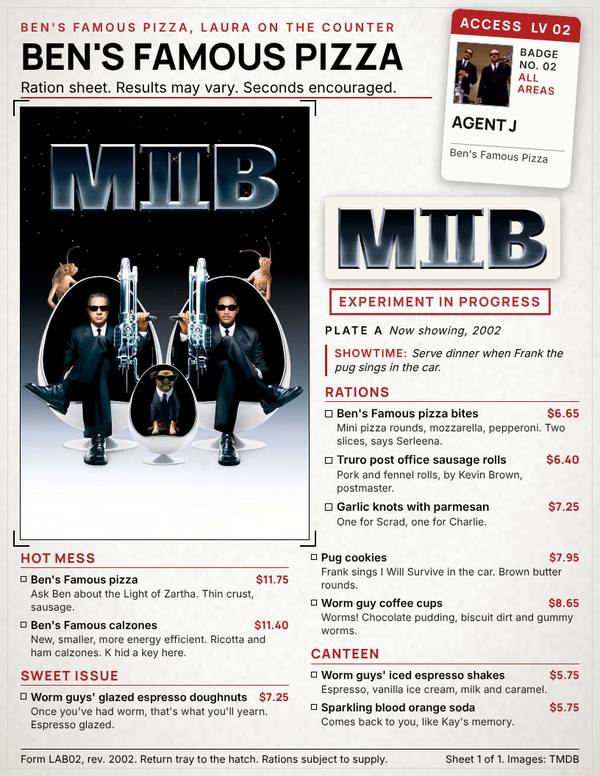 BEN'S FAMOUS PIZZA, LAURA ON THE COUNTER
BEN'S FAMOUS PIZZA
Ration sheet. Results may vary. Seconds encouraged.
ACCESS LV 02
BADGE
NO. 02
ALL
AREAS
AGENT J
Ben's Famous Pizza
MIIB
MIIB
EXPERIMENT IN PROGRESS
PLATE A Now showing, 2002
SHOWTIME: Serve dinner when Frank the
pug sings in the car.
RATIONS
Ben's Famous pizza bites $6.65
Mini pizza rounds, mozzarella, pepperoni. Two
slices, says Serleena.
Truro post office sausage rolls $6.40
Pork and fennel rolls, by Kevin Brown,
postmaster.
Garlic knots with parmesan $7.25
One for Scrad, one for Charlie.
HOT MESS
Ben's Famous pizza $11.75
Ask Ben about the Light of Zartha. Thin crust,
sausage.
Ben's Famous calzones $11.40
New, smaller, more energy efficient. Ricotta and
ham calzones. K hid a key here.
SWEET ISSUE
Worm guys' glazed espresso doughnuts $7.25
Once you've had worm, that's what you'll yearn.
Espresso glazed.
Pug cookies $7.95
Frank sings I Will Survive in the car. Brown butter
rounds.
Worm guy coffee cups $8.65
Worms! Chocolate pudding, biscuit dirt and gummy
worms.
CANTEEN
Worm guys' iced espresso shakes $5.75
Espresso, vanilla ice cream, milk and caramel.
Sparkling blood orange soda $5.75
Comes back to you, like Kay's memory.
Form LAB02, rev. 2002. Return tray to the hatch. Rations subject to supply. Sheet 1 of 1. Images: TMDB